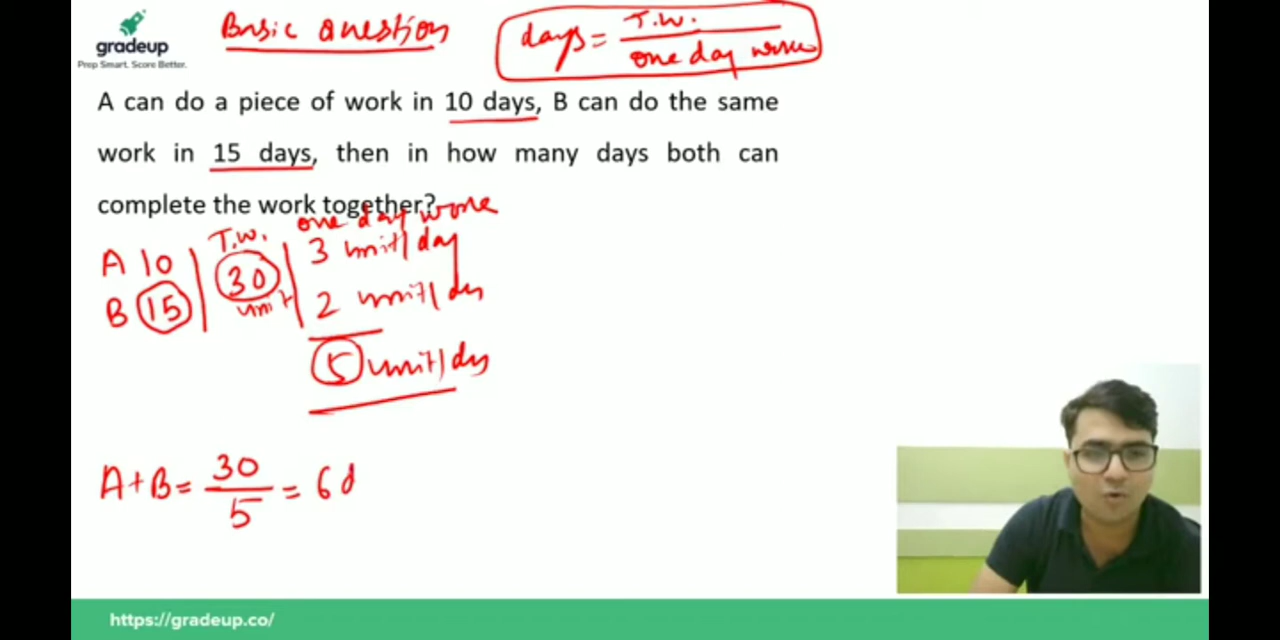 gradeup
Prep Smart. Score Better.
Basic Question
days = T.W. / one day work
A can do a piece of work in 10 days, B can do the same
work in 15 days, then in how many days both can
complete the work together?
T.W. one day work
A 10 30 3 unit/day
B 15 unit 2 unit/day
5 unit/day
A+B = 30/5 = 6d
https://gradeup.co/